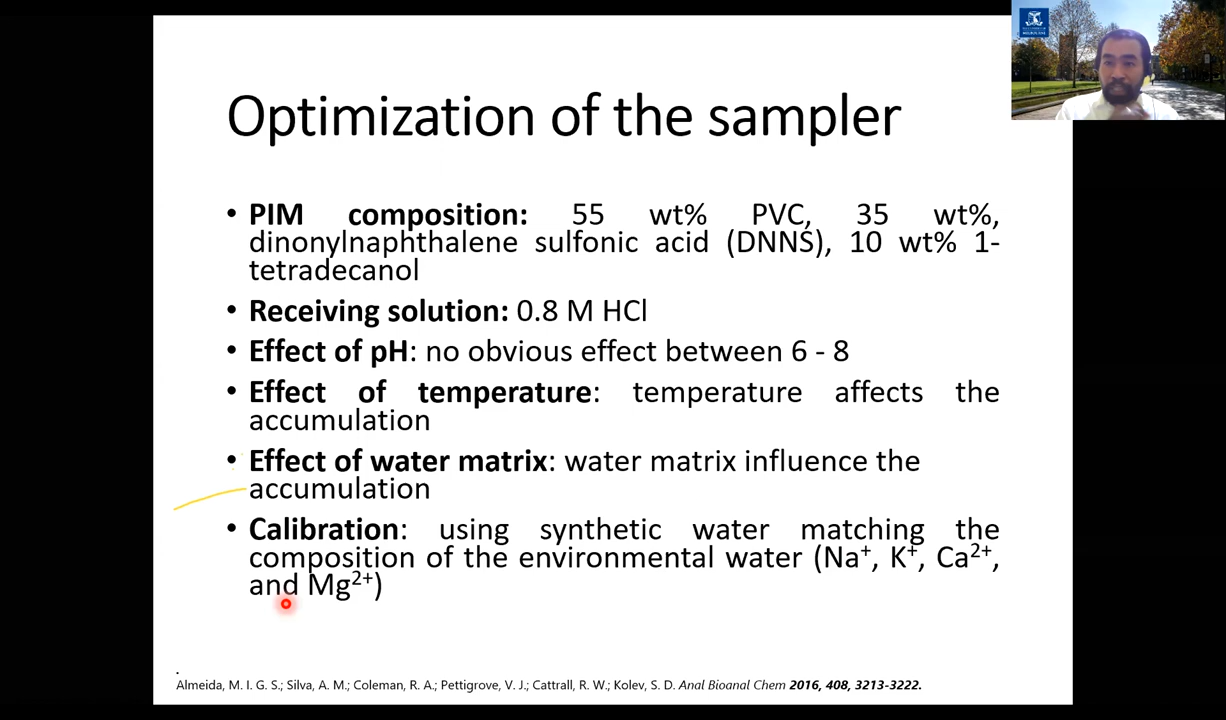 Optimization of the sampler
• PIM composition: 55 wt% PVC, 35 wt%,
dinonylnaphthalene sulfonic acid (DNNS), 10 wt% 1-
tetradecanol
• Receiving solution: 0.8 M HCl
• Effect of pH: no obvious effect between 6 - 8
• Effect of temperature: temperature affects the
accumulation
• Effect of water matrix: water matrix influence the
accumulation
• Calibration: using synthetic water matching the
composition of the environmental water (Na⁺, K⁺, Ca²⁺,
and Mg²⁺)
.
Almeida, M. I. G. S.; Silva, A. M.; Coleman, R. A.; Pettigrove, V. J.; Cattrall, R. W.; Kolev, S. D. Anal Bioanal Chem 2016, 408, 3213-3222.